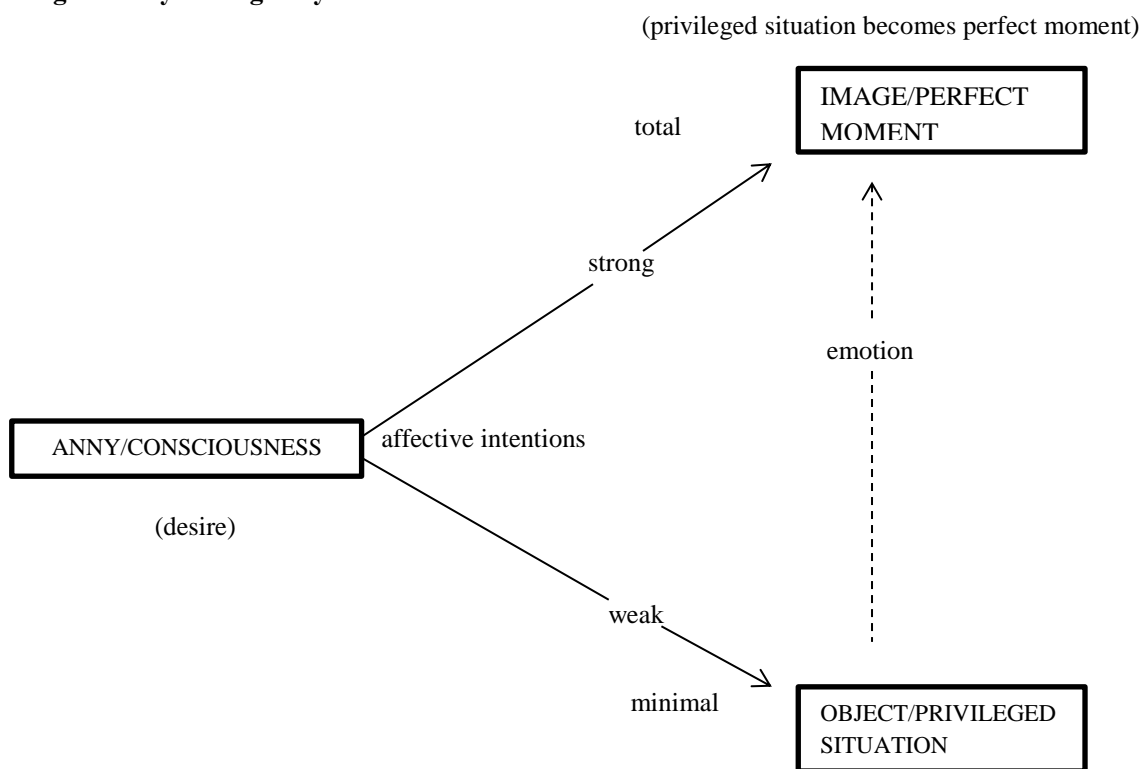 (privileged situation becomes perfect moment)
IMAGE/PERFECT
MOMENT
total
strong
emotion
affective intentions
ANNY/CONSCIOUSNESS
(desire)
weak
minimal
OBJECT/PRIVILEGED
SITUATION